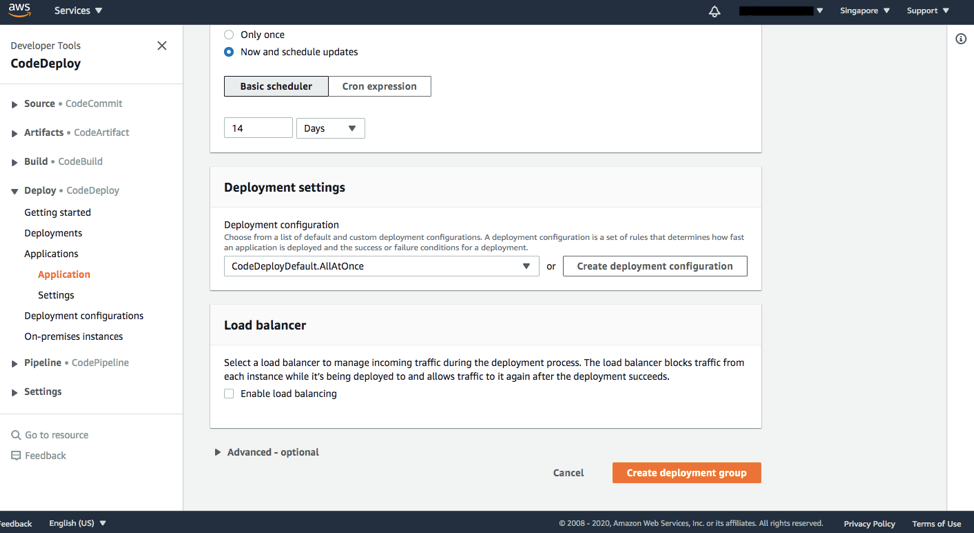 aws
Services
Singapore
Support
Developer Tools
CodeDeploy
Source • CodeCommit
Artifacts • CodeArtifact
Build • CodeBuild
Deploy • CodeDeploy
Getting started
Deployments
Applications
Application
Settings
Deployment configurations
On-premises instances
Pipeline • CodePipeline
Settings
Go to resource
Feedback
Only once
Now and schedule updates
Basic scheduler
Cron expression
14
Days
Deployment settings
Deployment configuration
Choose from a list of default and custom deployment configurations. A deployment configuration is a set of rules that determines how fast
an application is deployed and the success or failure conditions for a deployment.
CodeDeployDefault.AllAtOnce
or
Create deployment configuration
Load balancer
Select a load balancer to manage incoming traffic during the deployment process. The load balancer blocks traffic from
each instance while it's being deployed to and allows traffic to it again after the deployment succeeds.
Enable load balancing
Advanced - optional
Cancel
Create deployment group
eedback
English (US)
© 2008 - 2020, Amazon Web Services, Inc. or its affiliates. All rights reserved.
Privacy Policy
Terms of Use